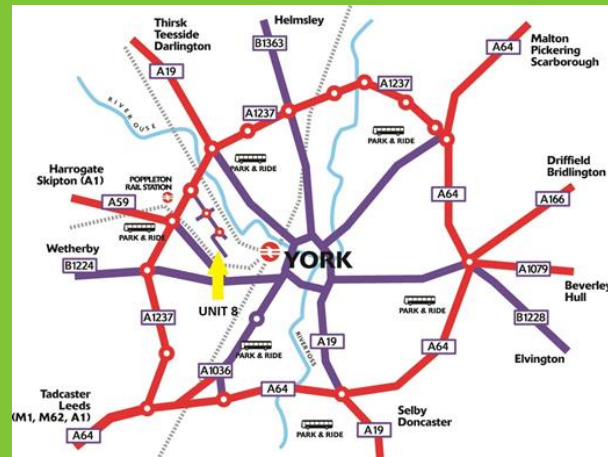 Thirsk
Teesside
Darlington
Helmsley
B1363
A64
Malton
Pickering
Scarborough
A19
A1237
A1237
RIVER OUSE
PARK & RIDE
PARK & RIDE
Harrogate
Skipton (A1)
POPPLETON
RAIL STATION
A59
PARK & RIDE
Driffield
Bridlington
A166
A64
Wetherby
B1224
YORK
A1079
Beverley
Hull
UNIT 8
A1237
PARK & RIDE
B1228
Elvington
PARK & RIDE
A19
RIVER FOSS
A64
A1036
A64
Tadcaster
Leeds
(M1, M62, A1)
A64
PARK & RIDE
Selby
Doncaster
A19